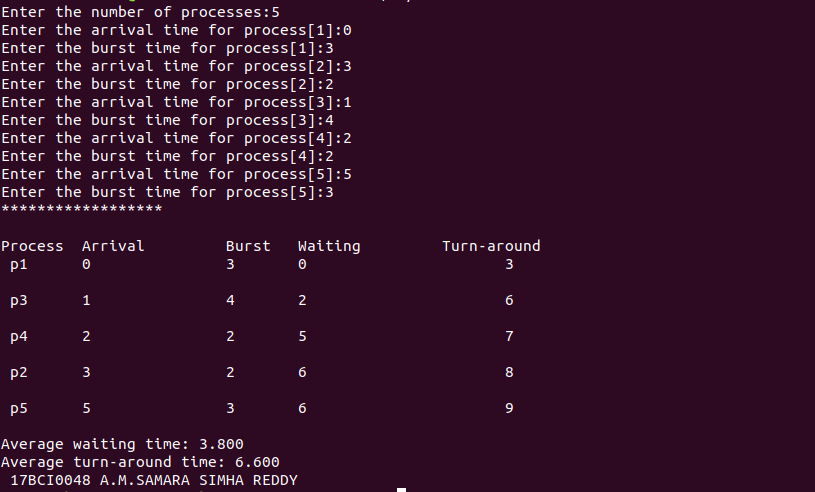 Enter the number of processes:5
Enter the arrival time for process[1]:0
Enter the burst time for process[1]:3
Enter the arrival time for process[2]:3
Enter the burst time for process[2]:2
Enter the arrival time for process[3]:1
Enter the burst time for process[3]:4
Enter the arrival time for process[4]:2
Enter the burst time for process[4]:2
Enter the arrival time for process[5]:5
Enter the burst time for process[5]:3
******************
Process Arrival Burst Waiting Turn-around
p1 0 3 0 3
p3 1 4 2 6
p4 2 2 5 7
p2 3 2 6 8
p5 5 3 6 9
Average waiting time: 3.800
Average turn-around time: 6.600
17BCI0048 A.M.SAMARA SIMHA REDDY